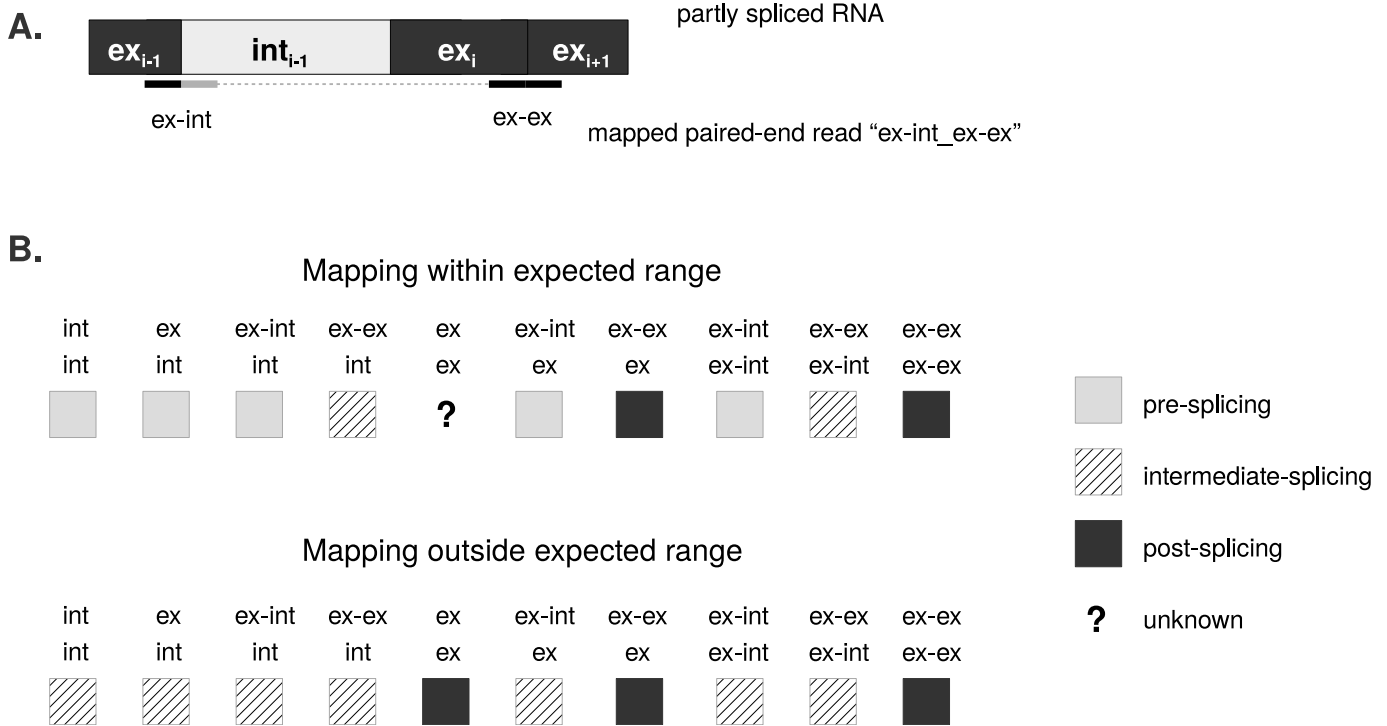 A.
partly spliced RNA
ex i-1 int i-1 ex i ex i+1
ex-int ex-ex
mapped paired-end read “ex-int_ex-ex”
B.
Mapping within expected range
int ex ex-int ex-ex ex ex-int ex-ex ex-int ex-ex ex-ex
int int int int ex ex ex ex-int ex-int ex-ex
?
pre-splicing
intermediate-splicing
post-splicing
? unknown
Mapping outside expected range
int ex ex-int ex-ex ex ex-int ex-ex ex-int ex-ex ex-ex
int int int int ex ex ex ex-int ex-int ex-ex